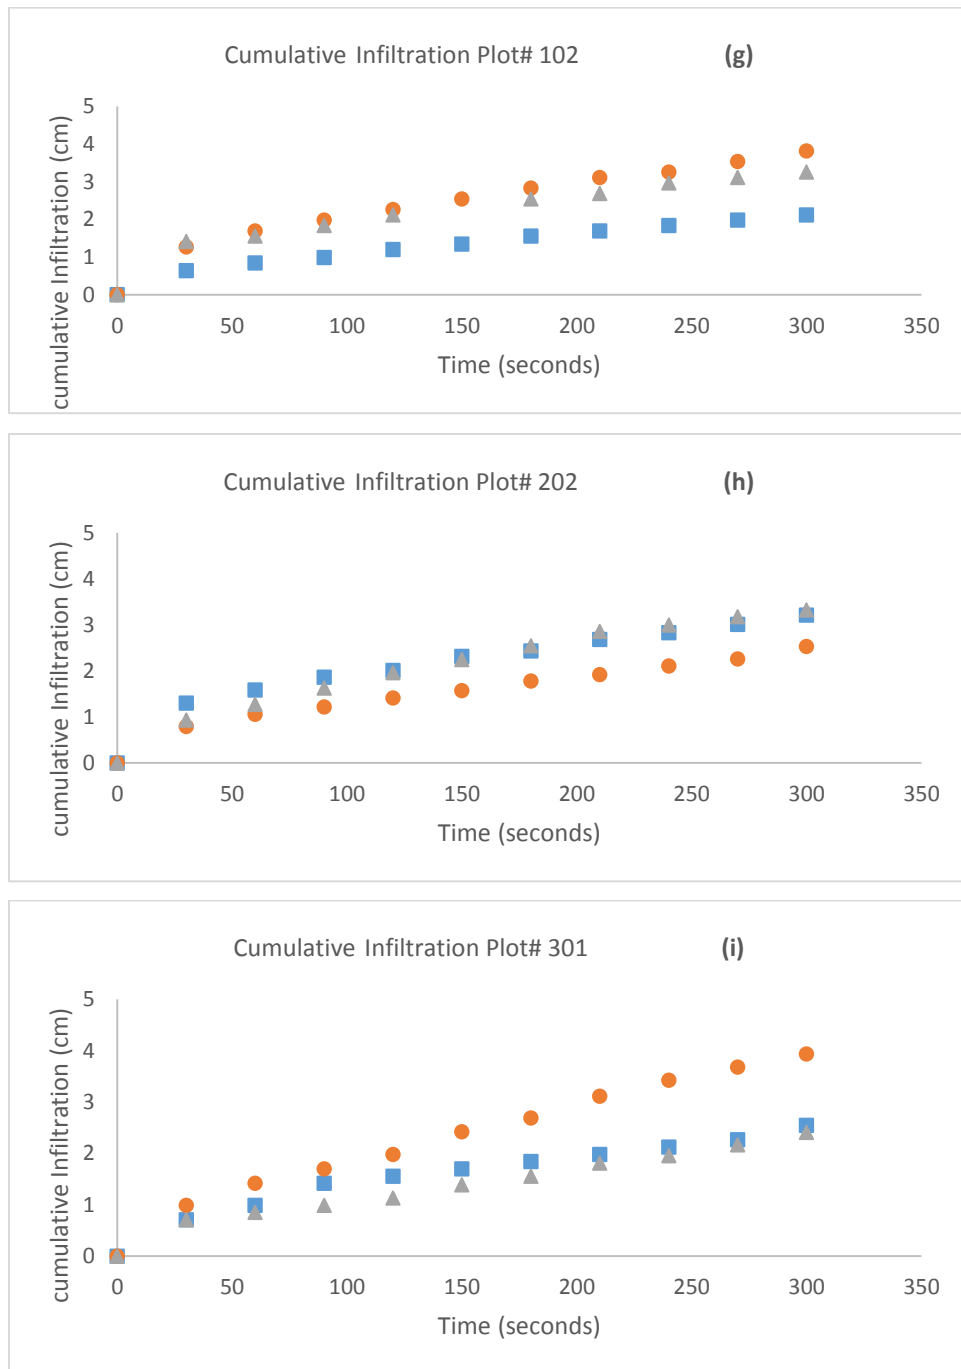 Cumulative Infiltration Plot# 102 (g)
cumulative Infiltration (cm)
5
4
3
2
1
0
0 50 100 150 200 250 300 350
Time (seconds)
Cumulative Infiltration Plot# 202 (h)
cumulative Infiltration (cm)
5
4
3
2
1
0
0 50 100 150 200 250 300 350
Time (seconds)
Cumulative Infiltration Plot# 301 (i)
cumulative Infiltration (cm)
5
4
3
2
1
0
0 50 100 150 200 250 300 350
Time (seconds)